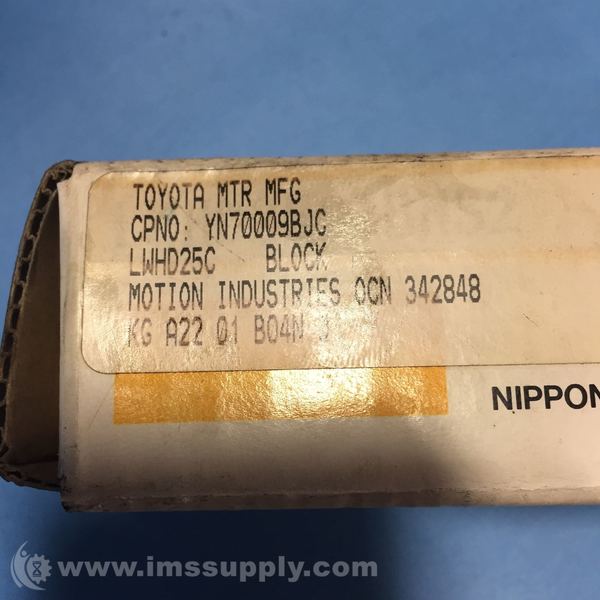 TOYOTA MTR MFG
CPNO: YN70009BJC
LWHD25C BLOCK
MOTION INDUSTRIES OCN 342848
KG A22 01 B04N 3
NIPPON
www.imssupply.com